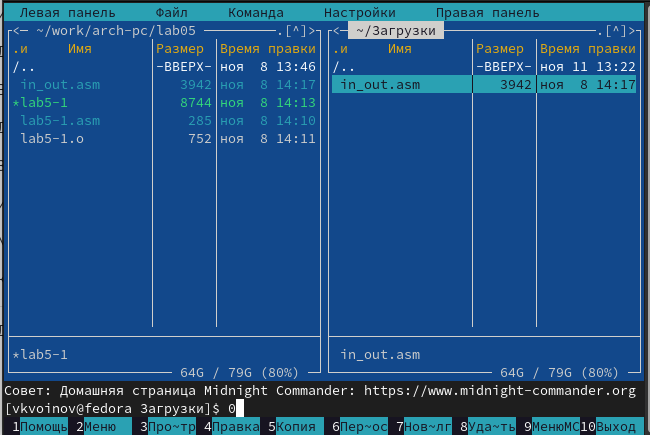 Левая панель Файл Команда Настройки Правая панель
<─ ~/work/arch-pc/lab05 .[^]> <─ ~/Загрузки .[^]>
.и Имя Размер Время правки .и Имя Размер Время правки
/.. -ВВЕРХ- ноя 8 13:46 /.. -ВВЕРХ- ноя 11 13:22
in_out.asm 3942 ноя 8 14:17 in_out.asm 3942 ноя 8 14:17
*lab5-1 8744 ноя 8 14:13
lab5-1.asm 285 ноя 8 14:10
lab5-1.o 752 ноя 8 14:11
*lab5-1 in_out.asm
64G / 79G (80%) 64G / 79G (80%)
Совет: Домашняя страница Midnight Commander: https://www.midnight-commander.org
[vkvoinov@fedora Загрузки]$ 0
1Помощь 2Меню 3Про~тр 4Правка 5Копия 6Пер~ос 7Нов~лг 8Уда~ть 9МенюMC 10Выход